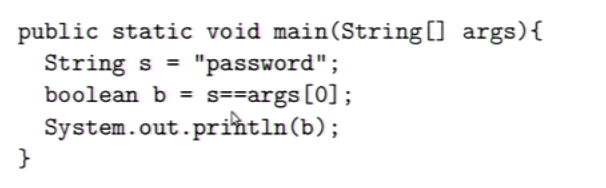 public static void main(String[] args){
String s = "password";
boolean b = s==args[0];
System.out.println(b);
}